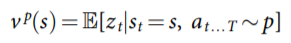 v^p(s) = 𝔼[z_t|s_t = s, a_{t...T} ∼ p]